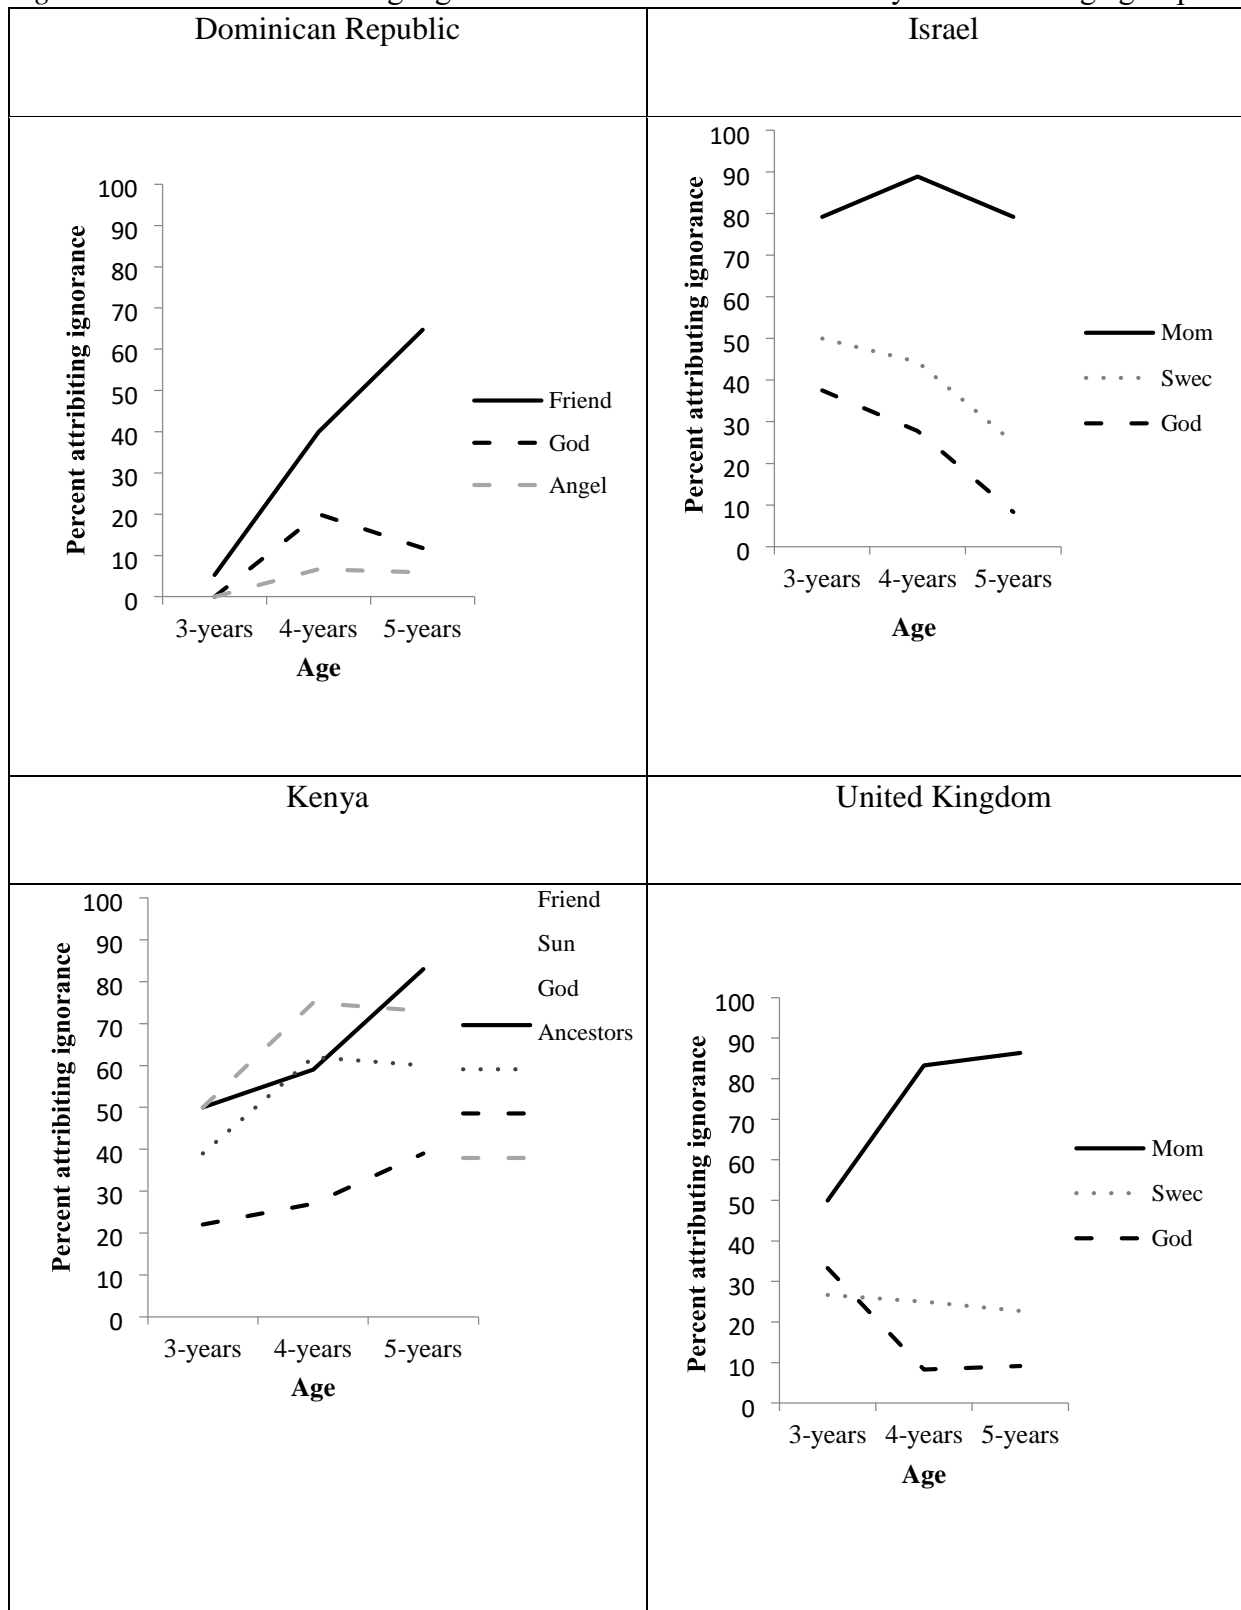 Dominican Republic
Israel
100
90
80
70
60
50
40
30
20
10
0
Percent attribiting ignorance
3-years 4-years 5-years
Age
Friend
God
Angel
100
90
80
70
60
50
40
30
20
10
0
Percent attributing ignorance
3-years 4-years 5-years
Age
Mom
Swec
God
Kenya
United Kingdom
100
90
80
70
60
50
40
30
20
10
0
Percent attribiting ignorance
3-years 4-years 5-years
Age
Friend
Sun
God
Ancestors
100
90
80
70
60
50
40
30
20
10
0
Percent attributing ignorance
3-years 4-years 5-years
Age
Mom
Swec
God